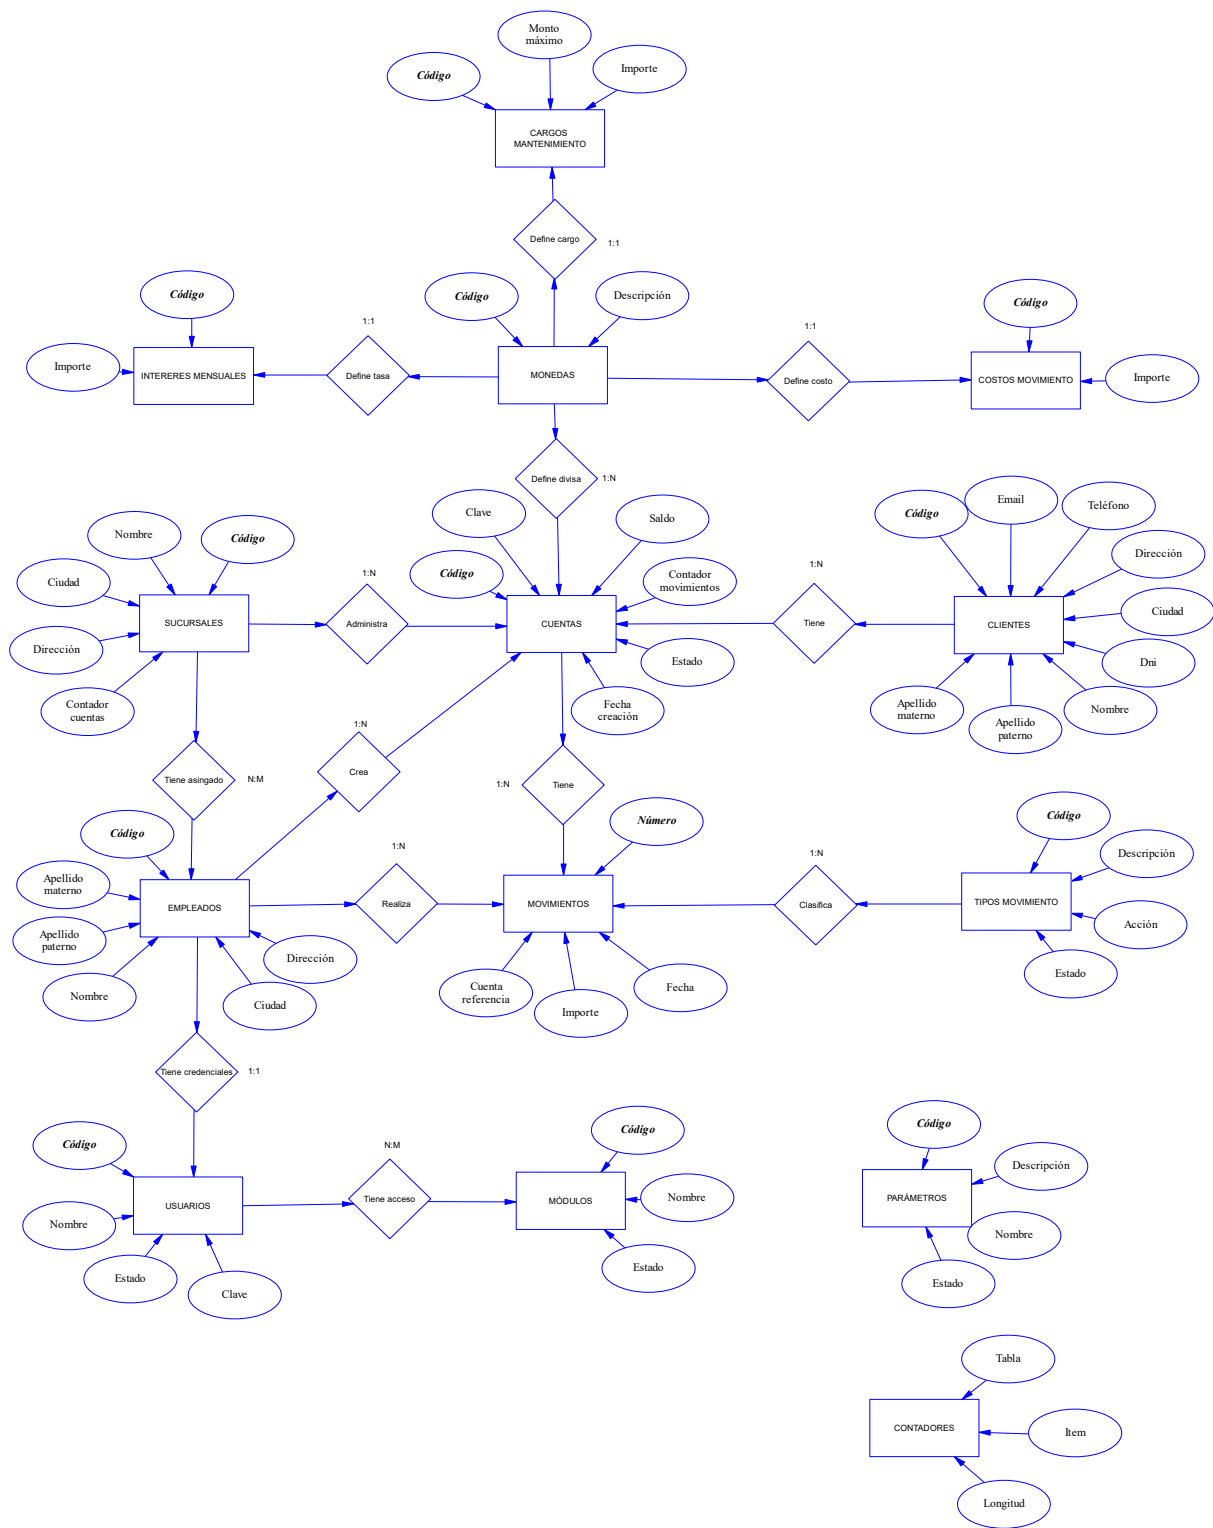 Monto
máximo
Código
Importe
CARGOS
MANTENIMIENTO
Define cargo
1:1
Código
Código
Descripción
Código
1:1
1:1
Importe
INTERERES MENSUALES
Define tasa
MONEDAS
Define costo
COSTOS MOVIMIENTO
Importe
Define divisa
1:N
Clave
Saldo
Código
Email
Teléfono
Nombre
Código
Dirección
1:N
Código
Contador
movimientos
1:N
Ciudad
Ciudad
SUCURSALES
Administra
CUENTAS
Tiene
CLIENTES
Dirección
Estado
Dni
Contador
cuentas
Fecha
creación
Apellido
materno
Apellido
paterno
Nombre
1:N
Crea
Tiene asingado
N:M
1:N
Tiene
Código
Código
Número
1:N
1:N
Descripción
Apellido
materno
EMPLEADOS
Realiza
MOVIMIENTOS
Clasifica
TIPOS MOVIMIENTO
Acción
Apellido
paterno
Dirección
Nombre
Ciudad
Cuenta
referencia
Importe
Fecha
Estado
Tiene credenciales
1:1
Código
N:M
Código
Código
Descripción
USUARIOS
Tiene acceso
MÓDULOS
Nombre
PARÁMETROS
Nombre
Nombre
Estado
Clave
Estado
Estado
Tabla
CONTADORES
Item
Longitud